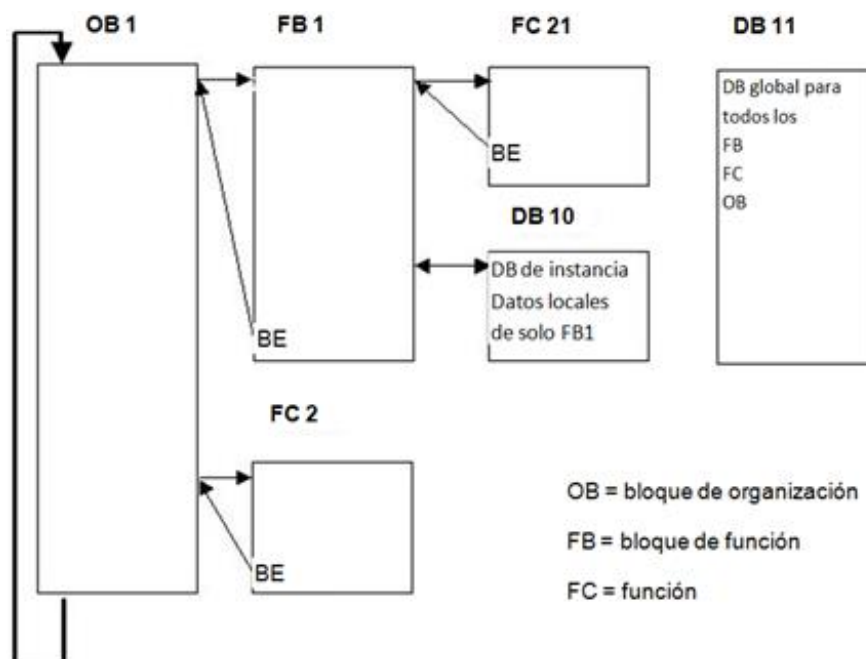 OB 1
FB 1
FC 21
DB 11
BE
DB global para
todos los
FB
FC
OB
DB 10
DB de instancia
Datos locales
de solo FB1
BE
FC 2
BE
OB = bloque de organización
FB = bloque de función
FC = función